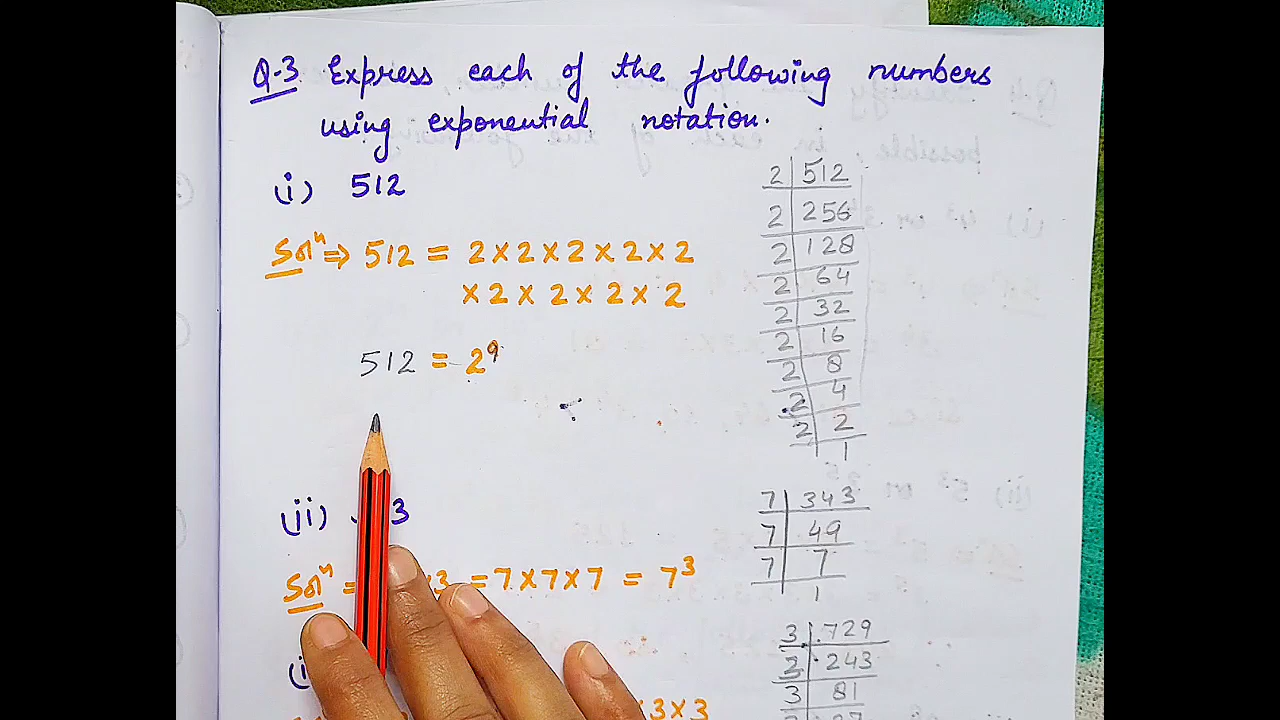 Q.3 Express each of the following numbers
using exponential notation.
(i) 512
Solⁿ ⇒ 512 = 2 × 2 × 2 × 2 × 2
× 2 × 2 × 2 × 2
512 = 2⁹
2 | 512
2 | 256
2 | 128
2 | 64
2 | 32
2 | 16
2 | 8
2 | 4
2 | 2
1
(ii) 3
Solⁿ = 3 = 7 × 7 × 7 = 7³
7 | 343
7 | 49
7 | 7
1
3 | 729
3 | 243
3 | 81
3 × 3